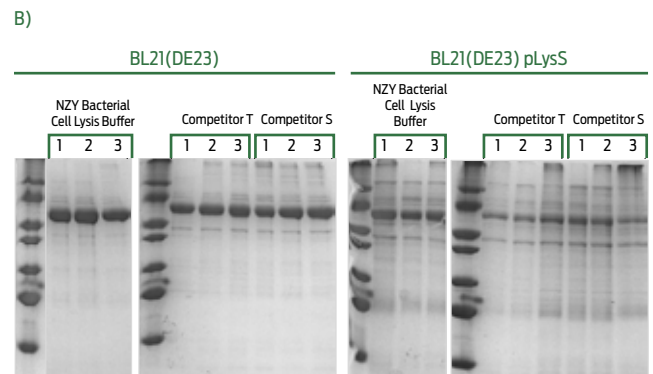 B)
BL21(DE23)
BL21(DE23) pLysS
NZY Bacterial
Cell Lysis Buffer
Competitor T
Competitor S
NZY Bacterial
Cell Lysis
Buffer
Competitor T
Competitor S
1 2 3
1 2 3
1 2 3
1 2 3
1 2 3
1 2 3